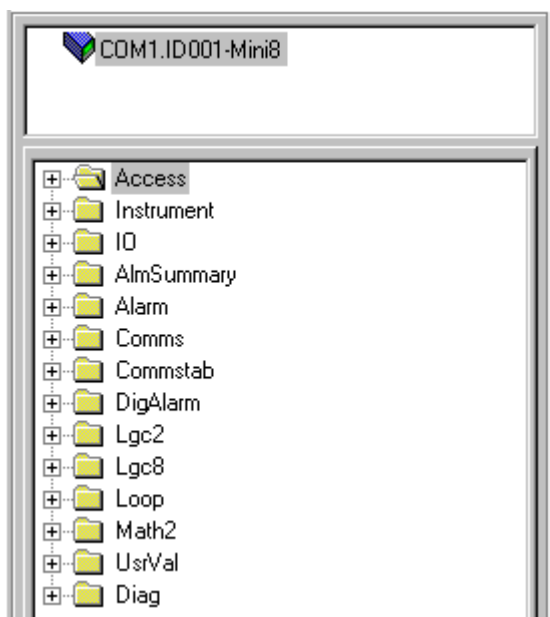 COM1.ID001-Mini8
Access
Instrument
IO
AlmSummary
Alarm
Comms
Commstab
DigAlarm
Lgc2
Lgc8
Loop
Math2
UsrVal
Diag